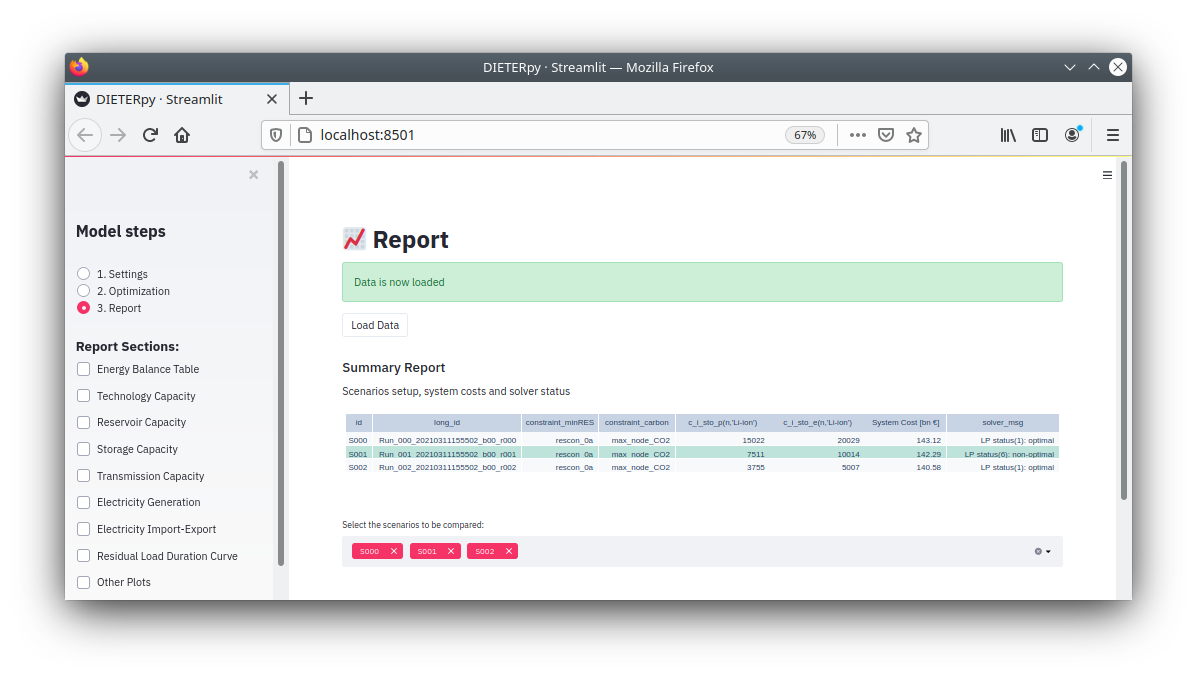 DIETERpy · Streamlit — Mozilla Firefox
DIETERpy · Streamlit
localhost:8501
67%
Model steps
1. Settings
2. Optimization
3. Report
Report Sections:
Energy Balance Table
Technology Capacity
Reservoir Capacity
Storage Capacity
Transmission Capacity
Electricity Generation
Electricity Import-Export
Residual Load Duration Curve
Other Plots
Report
Data is now loaded
Load Data
Summary Report
Scenarios setup, system costs and solver status
id long_id constraint_minRES constraint_carbon c_i_sto_p(n,'Li-ion') c_i_sto_e(n,'Li-ion') System Cost [bn €] solver_msg
S000 Run_000_20210311155502_b00_r000 rescon_0a max_node_CO2 15022 20029 143.12 LP status(1): optimal
S001 Run_001_20210311155502_b00_r001 rescon_0a max_node_CO2 7511 10014 142.29 LP status(6): non-optimal
S002 Run_002_20210311155502_b00_r002 rescon_0a max_node_CO2 3755 5007 140.58 LP status(1): optimal
Select the scenarios to be compared:
S000 S001 S002